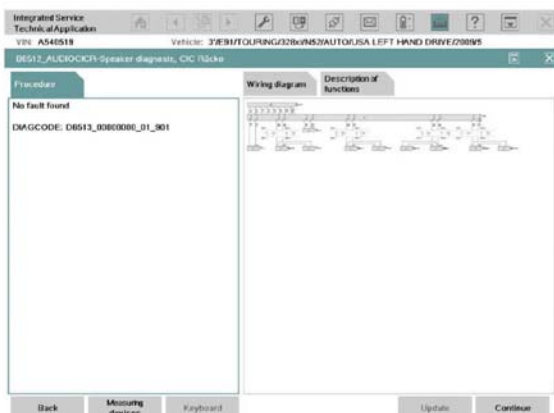 Integrated Service
Technical Application
VIN A540519 Vehicle: 3'/E91/TOURING/328xi/N52/AUTO/USA LEFT HAND DRIVE/2009/5
D6512_AUDIOCICR-Speaker diagnosis, CIC Rücko
Procedure
Wiring diagram
Description of
functions
No fault found
DIAGCODE: D6513_00800000_01_901
Back
Measuring
devices
Keyboard
Update
Continue